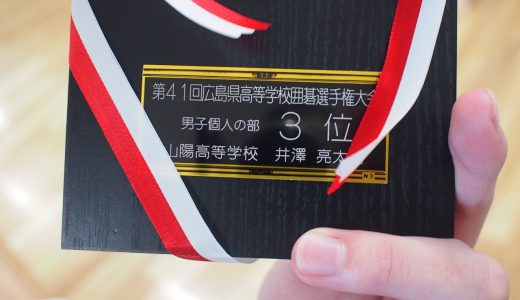 第41回広島県高等学校囲碁選手権大会
男子個人の部 3位
山陽高等学校 井澤 亮太